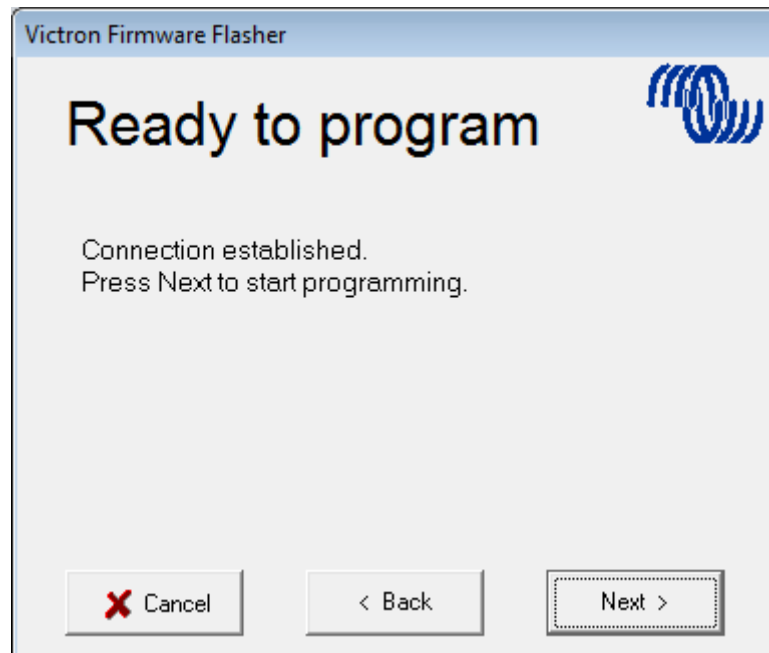 Victron Firmware Flasher
Ready to program
Connection established.
Press Next to start programming.
Cancel
< Back
Next >